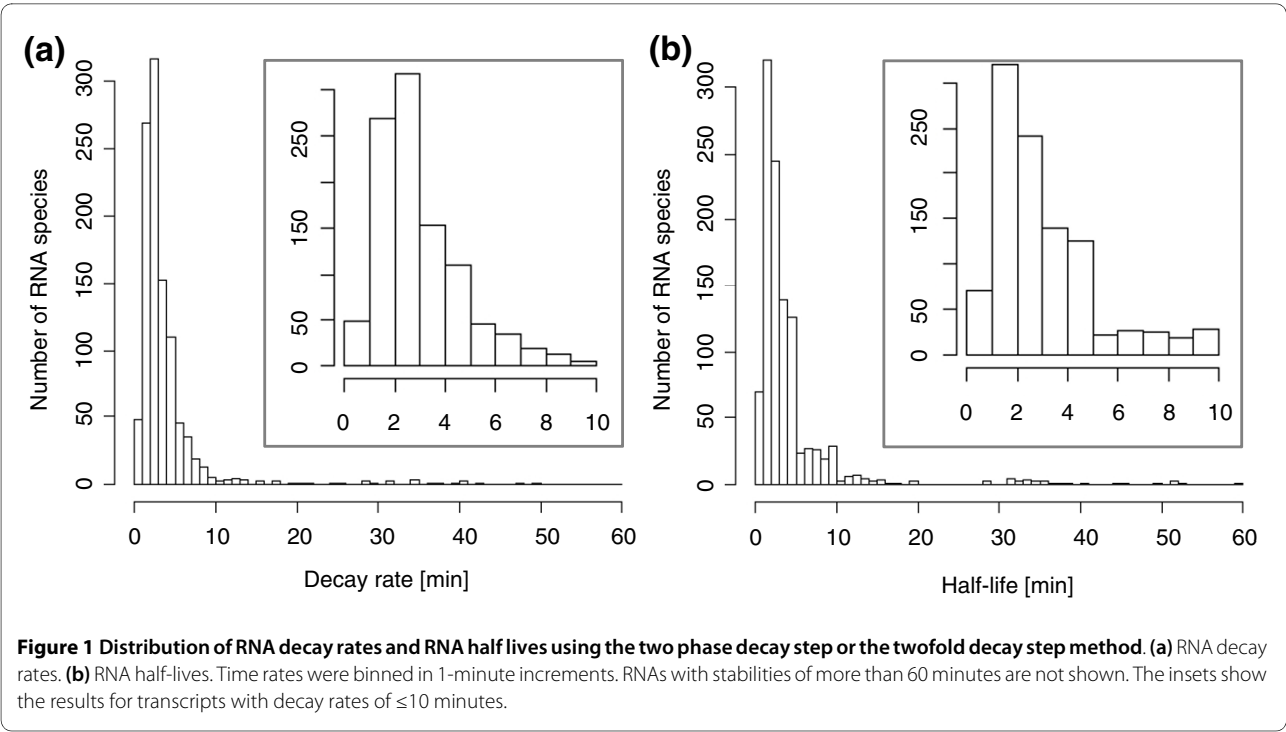 (a)
Number of RNA species
0 50 100 150 200 250 300
0 50 150 250
0 2 4 6 8 10
0 10 20 30 40 50 60
Decay rate [min]
(b)
Number of RNA species
0 50 100 150 200 250 300
0 50 150 250
0 2 4 6 8 10
0 10 20 30 40 50 60
Half-life [min]
Figure 1 Distribution of RNA decay rates and RNA half lives using the two phase decay step or the twofold decay step method. (a) RNA decay
rates. (b) RNA half-lives. Time rates were binned in 1-minute increments. RNAs with stabilities of more than 60 minutes are not shown. The insets show
the results for transcripts with decay rates of ≤10 minutes.